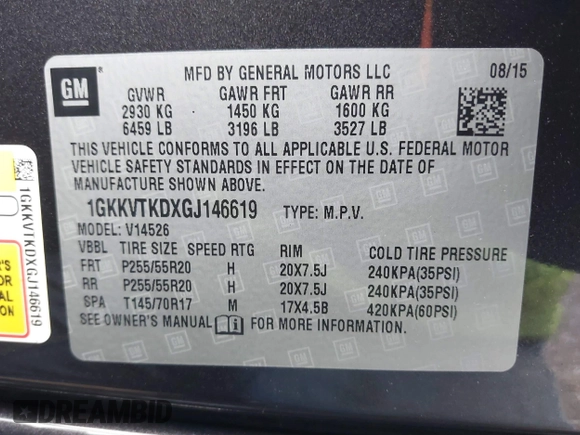 MFD BY GENERAL MOTORS LLC 08/15
GM
GVWR GAWR FRT GAWR RR
2930 KG 1450 KG 1600 KG
6459 LB 3196 LB 3527 LB
THIS VEHICLE CONFORMS TO ALL APPLICABLE U.S. FEDERAL MOTOR
VEHICLE SAFETY STANDARDS IN EFFECT ON THE DATE OF
MANUFACTURE SHOWN ABOVE.
1GKKVTKDXGJ146619 TYPE: M.P.V.
MODEL: V14526
VBBL TIRE SIZE SPEED RTG RIM COLD TIRE PRESSURE
FRT P255/55R20 H 20X7.5J 240KPA(35PSI)
RR P255/55R20 H 20X7.5J 240KPA(35PSI)
SPA T145/70R17 M 17X4.5B 420KPA(60PSI)
SEE OWNER'S MANUAL FOR MORE INFORMATION.
1GKKVTKDXGJ146619
DREAMBID